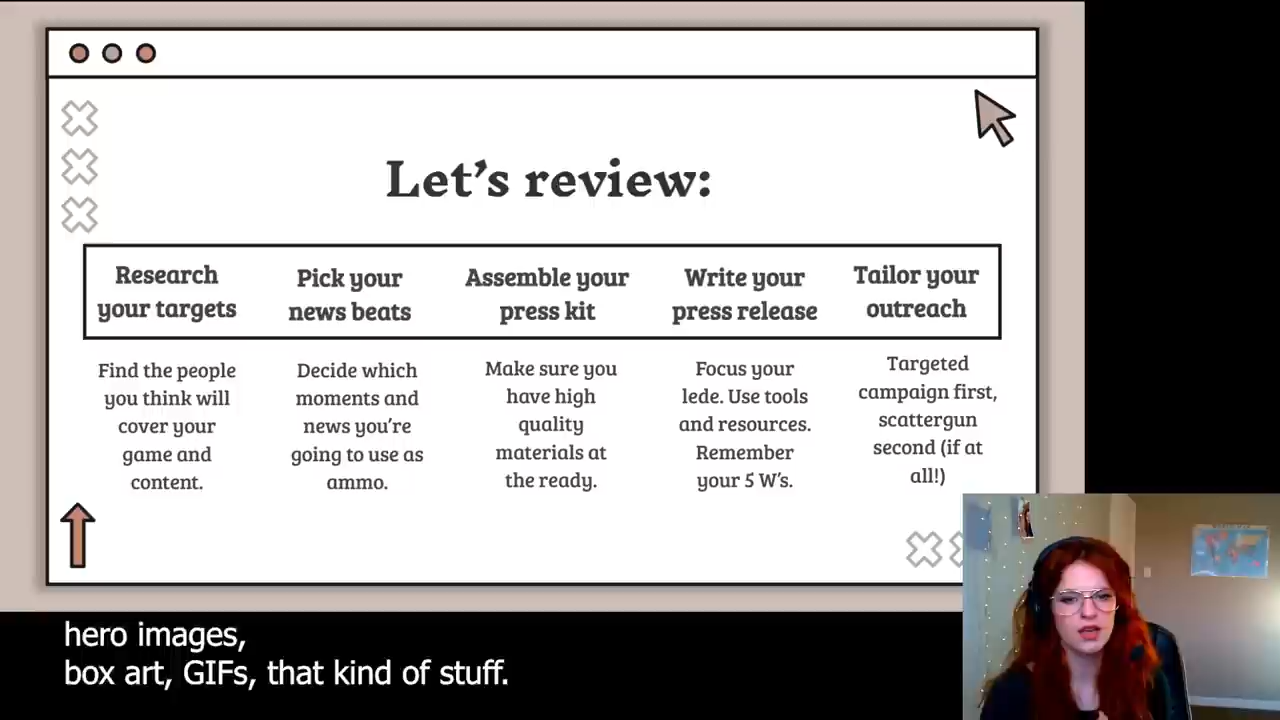 Let's review:
Research
your targets
Pick your
news beats
Assemble your
press kit
Write your
press release
Tailor your
outreach
Find the people
you think will
cover your
game and
content.
Decide which
moments and
news you're
going to use as
ammo.
Make sure you
have high
quality
materials at
the ready.
Focus your
lede. Use tools
and resources.
Remember
your 5 W's.
Targeted
campaign first,
scattergun
second (if at
all!)
hero images,
box art, GIFs, that kind of stuff.